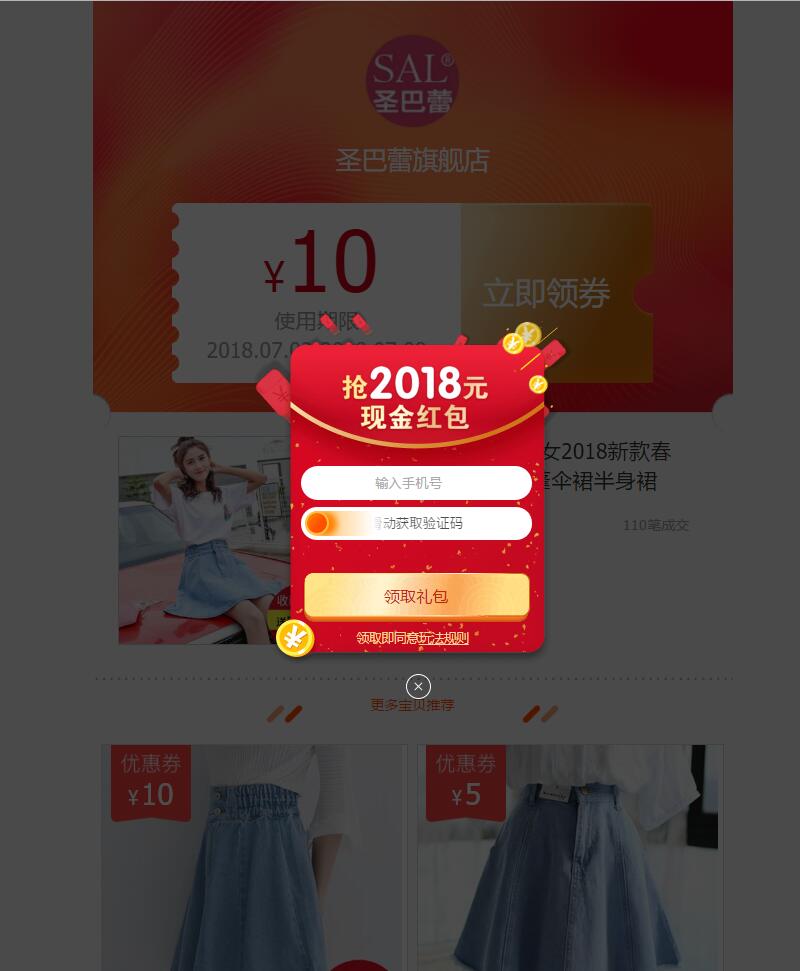 SAL®
圣巴蕾
圣巴蕾旗舰店
¥10
使用期限
立即领券
2018.07.0
抢2018元
现金红包
女2018新款春
伞裙半身裙
110笔成交
输入手机号
动获取验证码
领取礼包
领取即同意玩法规则
更多宝贝推荐
优惠券
¥10
优惠券
¥5